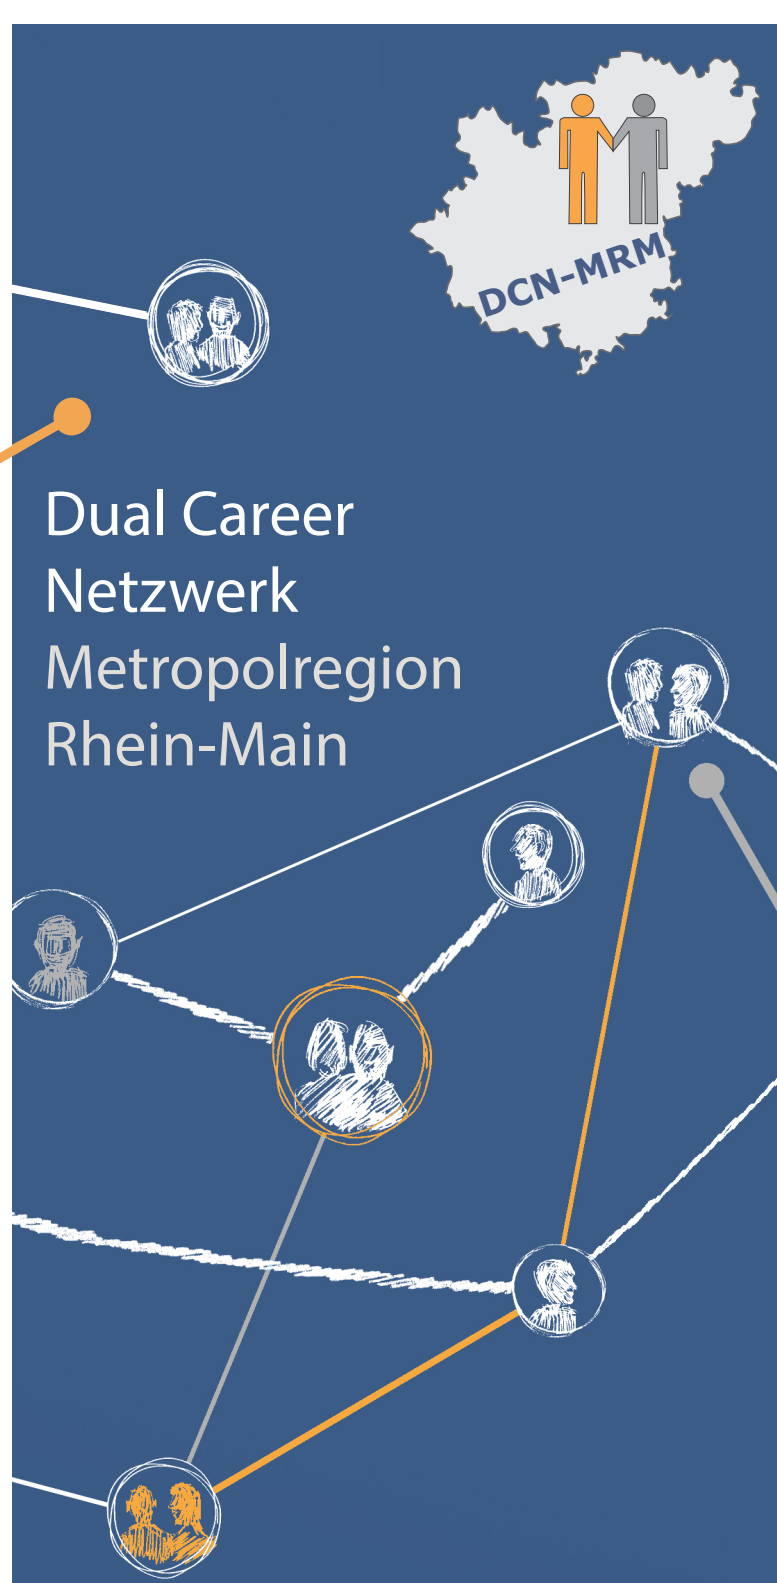 DCN-MRM
Dual Career
Netzwerk
Metropolregion
Rhein-Main